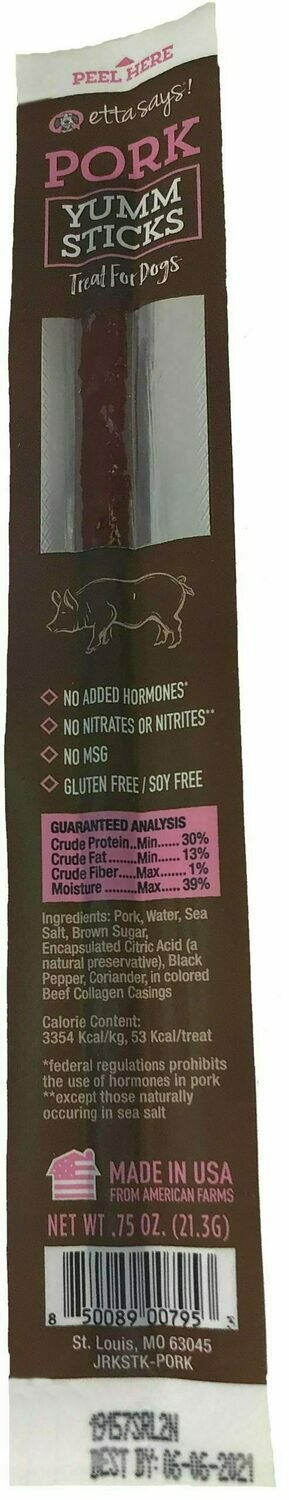 PEEL HERE
etta says!
PORK
YUMM
STICKS
Treat For Dogs
NO ADDED HORMONES*
NO NITRATES OR NITRITES**
NO MSG
GLUTEN FREE / SOY FREE
GUARANTEED ANALYSIS
Crude Protein..Min...... 30%
Crude Fat........Min...... 13%
Crude Fiber.....Max....... 1%
Moisture ......Max..... 39%
Ingredients: Pork, Water, Sea
Salt, Brown Sugar,
Encapsulated Citric Acid (a
natural preservative), Black
Pepper, Coriander, in colored
Beef Collagen Casings
Calorie Content:
3354 Kcal/kg, 53 Kcal/treat
*federal regulations prohibits
the use of hormones in pork
**except those naturally
occuring in sea salt
MADE IN USA
FROM AMERICAN FARMS
NET WT .75 OZ. (21.3G)
8 50089 00795 3
St. Louis, MO 63045
JRKSTK-PORK
19157SRL2N
BEST BY: 06-06-2021